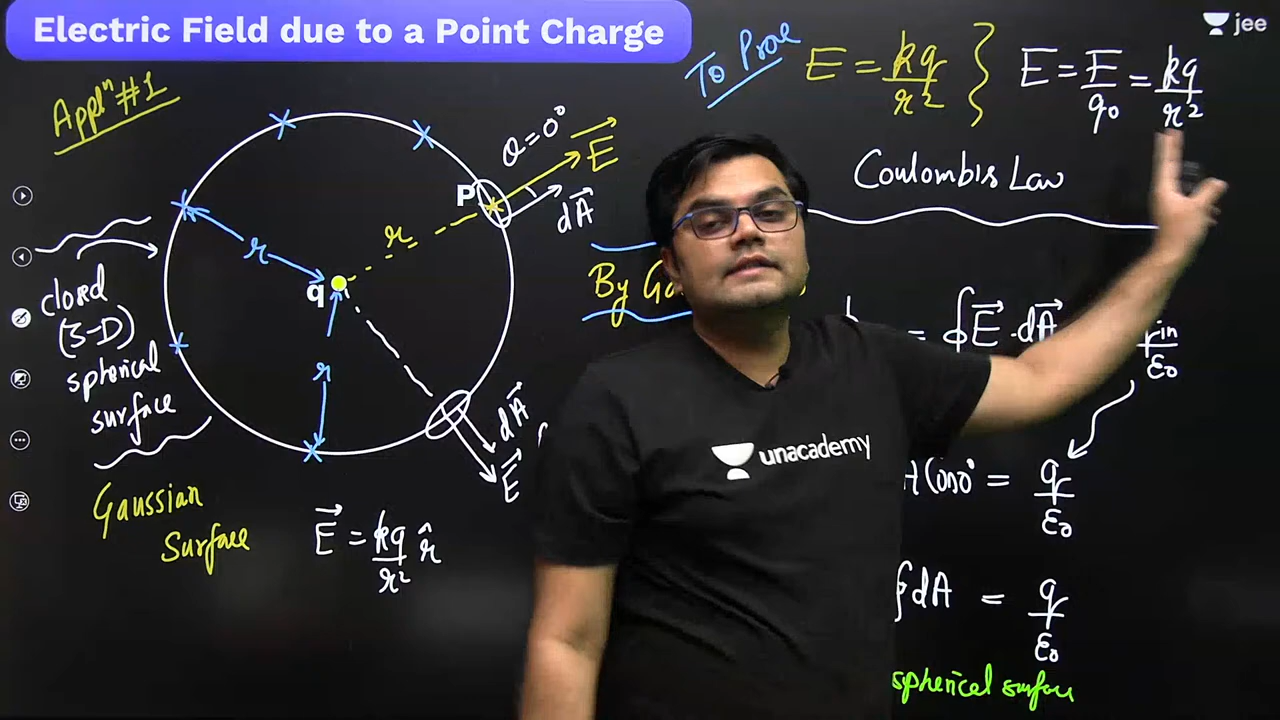 Electric Field due to a Point Charge
jee
To Prove
E = kq/r²
E = F/q₀ = kq/r²
Coulombis Law
Applⁿ #1
θ = 0°
E⃗
P
dA⃗
r
r
q
closed
(3-D)
spherical
surface
r
By
= ∮E⃗ · dA⃗
in/ε₀
dA⃗
E⃗
Cos0° = q/ε₀
Gaussian
Surface
E⃗ = kq/r² r̂
unacademy
∮dA = q/ε₀
spherical surface